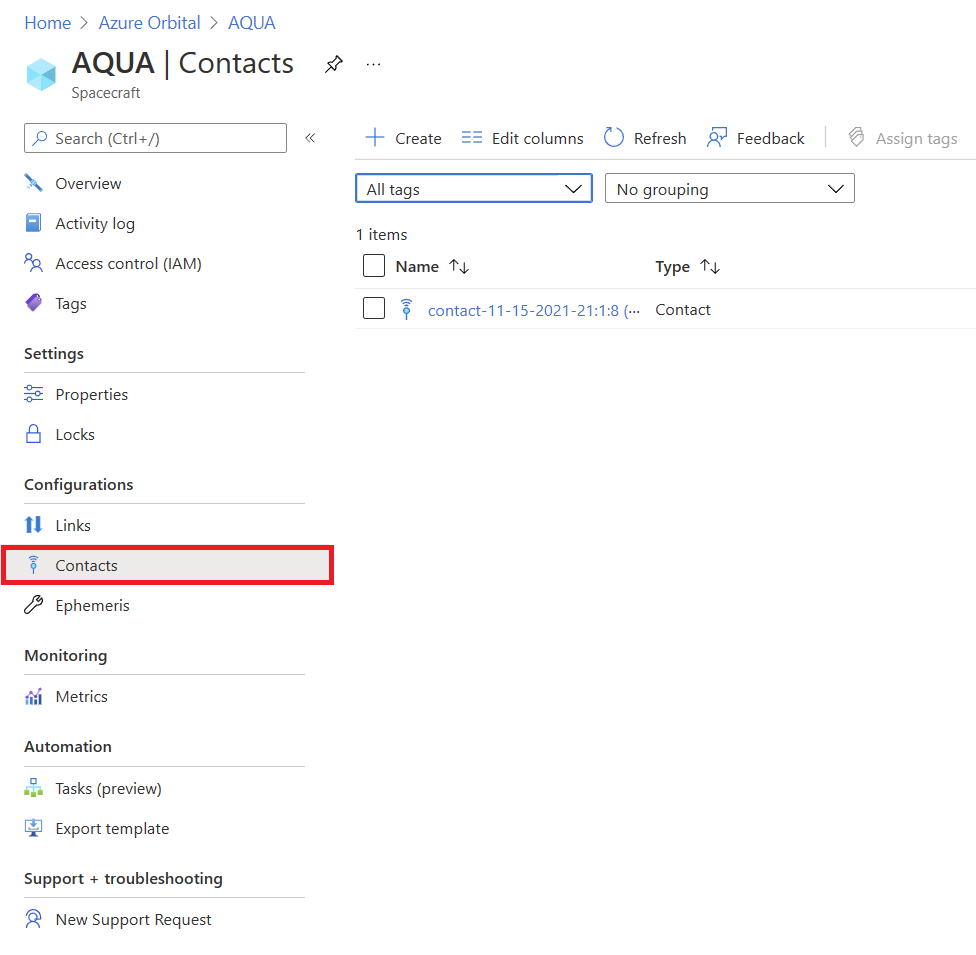 Home > Azure Orbital > AQUA
AQUA | Contacts ...
Spacecraft
Search (Ctrl+/) «
Overview
Activity log
Access control (IAM)
Tags
Settings
Properties
Locks
Configurations
Links
Contacts
Ephemeris
Monitoring
Metrics
Automation
Tasks (preview)
Export template
Support + troubleshooting
New Support Request
Create Edit columns Refresh Feedback Assign tags
All tags No grouping
1 items
Name ↑↓ Type ↑↓
contact-11-15-2021-21:1:8 (... Contact